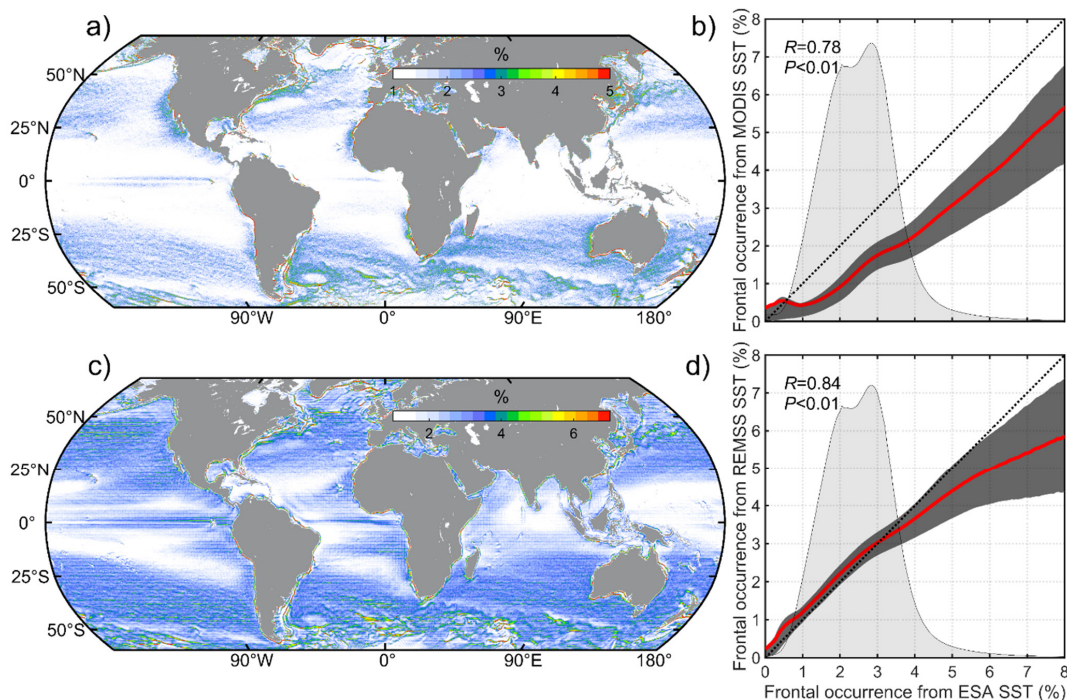 a)
%
1 2 3 4 5
50°N
25°N
0°
25°S
50°S
90°W 0° 90°E 180°
b)
R=0.78
P<0.01
Frontal occurrence from MODIS SST (%)
8
7
6
5
4
3
2
1
0
c)
%
2 4 6
50°N
25°N
0°
25°S
50°S
90°W 0° 90°E 180°
d)
R=0.84
P<0.01
Frontal occurrence from REMSS SST (%)
8
7
6
5
4
3
2
1
0
0 1 2 3 4 5 6 7 8
Frontal occurrence from ESA SST (%)